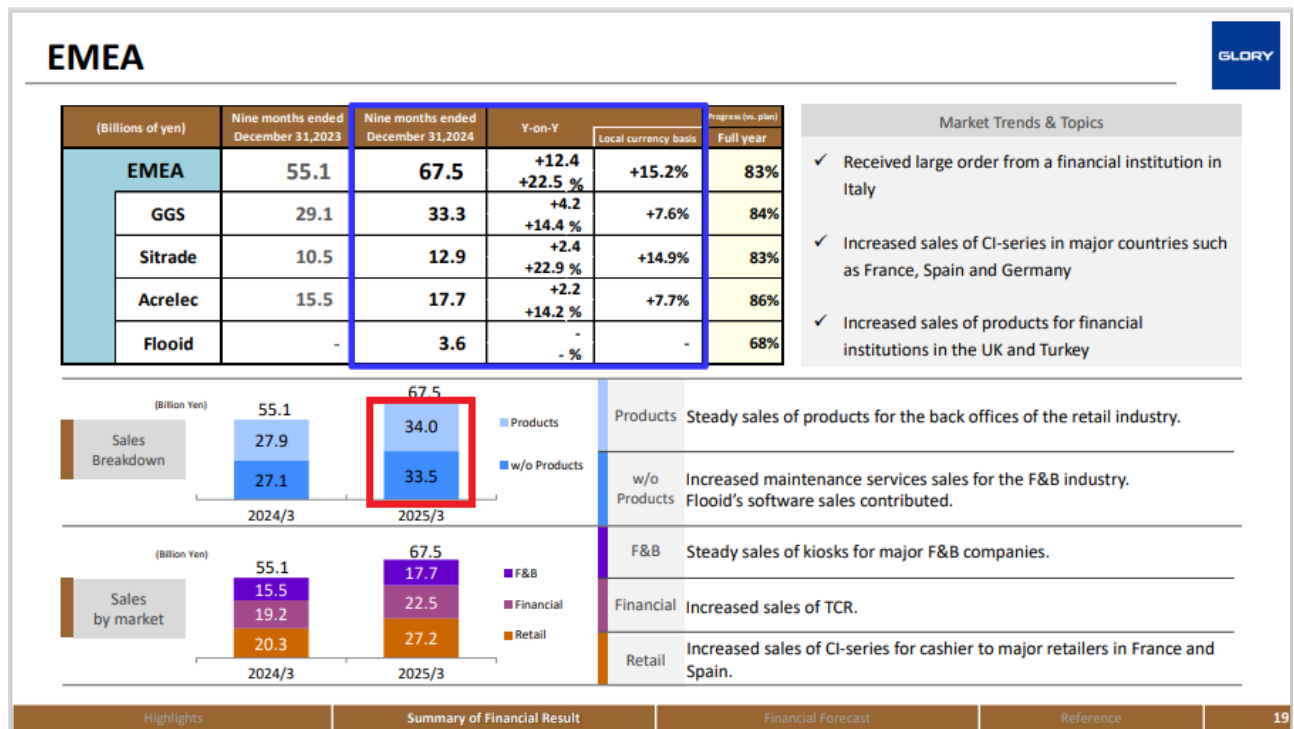 EMEA
GLORY
(Billions of yen) Nine months ended December 31,2023 Nine months ended December 31,2024 Y-on-Y Local currency basis Progress (vs. plan) Full year
EMEA 55.1 67.5 +12.4 +22.5 % +15.2% 83%
GGS 29.1 33.3 +4.2 +14.4 % +7.6% 84%
Sitrade 10.5 12.9 +2.4 +22.9 % +14.9% 83%
Acrelec 15.5 17.7 +2.2 +14.2 % +7.7% 86%
Flooid - 3.6 - - % - 68%
Market Trends & Topics
✓ Received large order from a financial institution in
Italy
✓ Increased sales of CI-series in major countries such
as France, Spain and Germany
✓ Increased sales of products for financial
institutions in the UK and Turkey
Sales
Breakdown
(Billion Yen)
55.1 67.5
27.9 34.0
27.1 33.5
2024/3 2025/3
Products
w/o Products
Products Steady sales of products for the back offices of the retail industry.
w/o
Products
Increased maintenance services sales for the F&B industry.
Flooid's software sales contributed.
Sales
by market
(Billion Yen)
55.1 67.5
15.5 17.7
19.2 22.5
20.3 27.2
2024/3 2025/3
F&B
Financial
Retail
F&B Steady sales of kiosks for major F&B companies.
Financial Increased sales of TCR.
Retail Increased sales of CI-series for cashier to major retailers in France and
Spain.
Highlights Summary of Financial Result Financial Forecast Reference 19